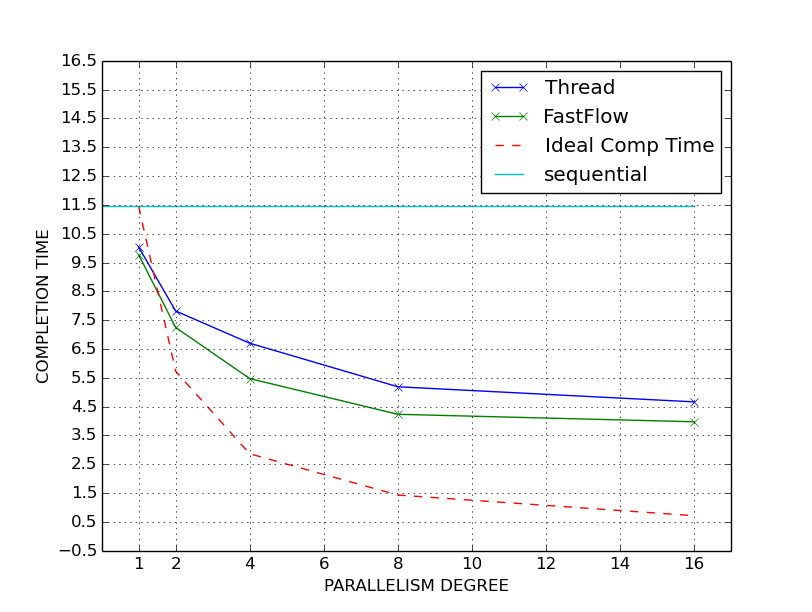 16.5
15.5
14.5
13.5
12.5
11.5
10.5
9.5
8.5
7.5
6.5
5.5
4.5
3.5
2.5
1.5
0.5
−0.5
COMPLETION TIME
Thread
FastFlow
Ideal Comp Time
sequential
1 2 4 6 8 10 12 14 16
PARALLELISM DEGREE